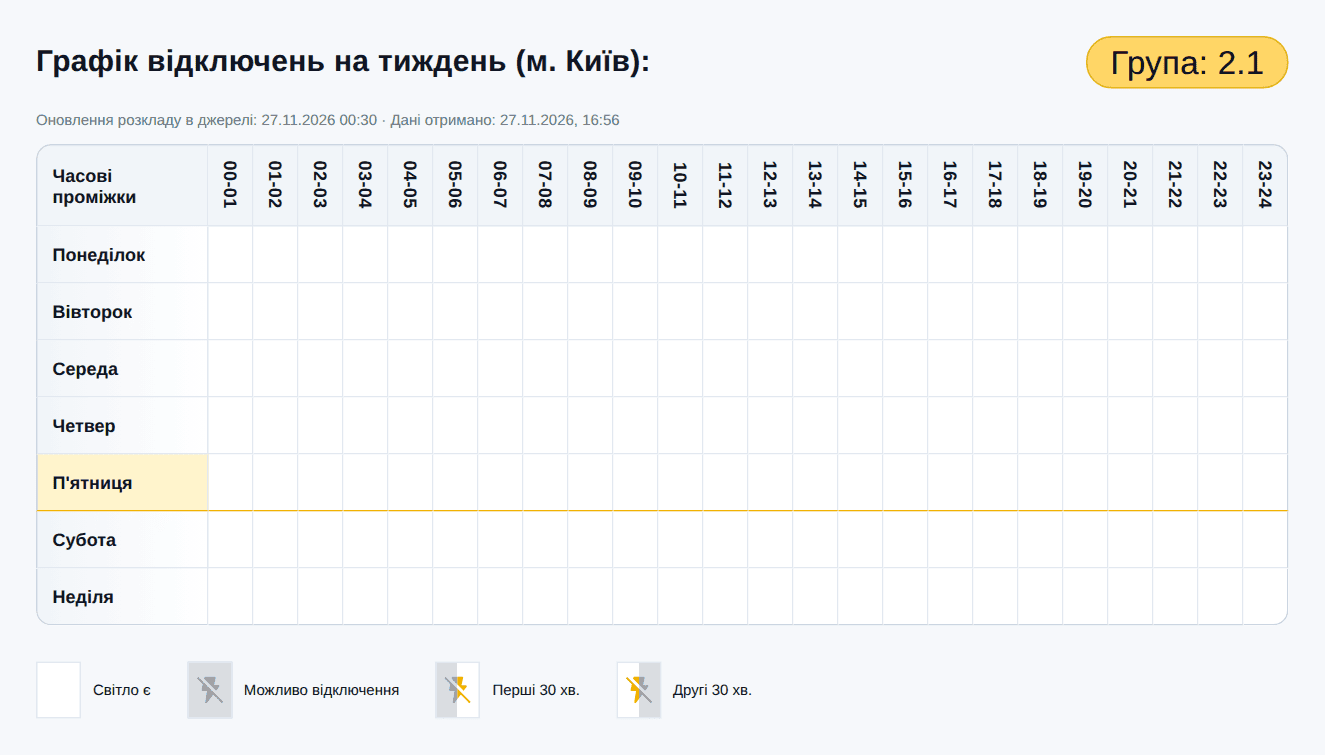 Графік відключень на тиждень (м. Київ):
Група: 2.1
Оновлення розкладу в джерелі: 27.11.2026 00:30 · Дані отримано: 27.11.2026, 16:56
Часові
проміжки
00-01
01-02
02-03
03-04
04-05
05-06
06-07
07-08
08-09
09-10
10-11
11-12
12-13
13-14
14-15
15-16
16-17
17-18
18-19
19-20
20-21
21-22
22-23
23-24
Понеділок
Вівторок
Середа
Четвер
П'ятниця
Субота
Неділя
Світло є
Можливо відключення
Перші 30 хв.
Другі 30 хв.